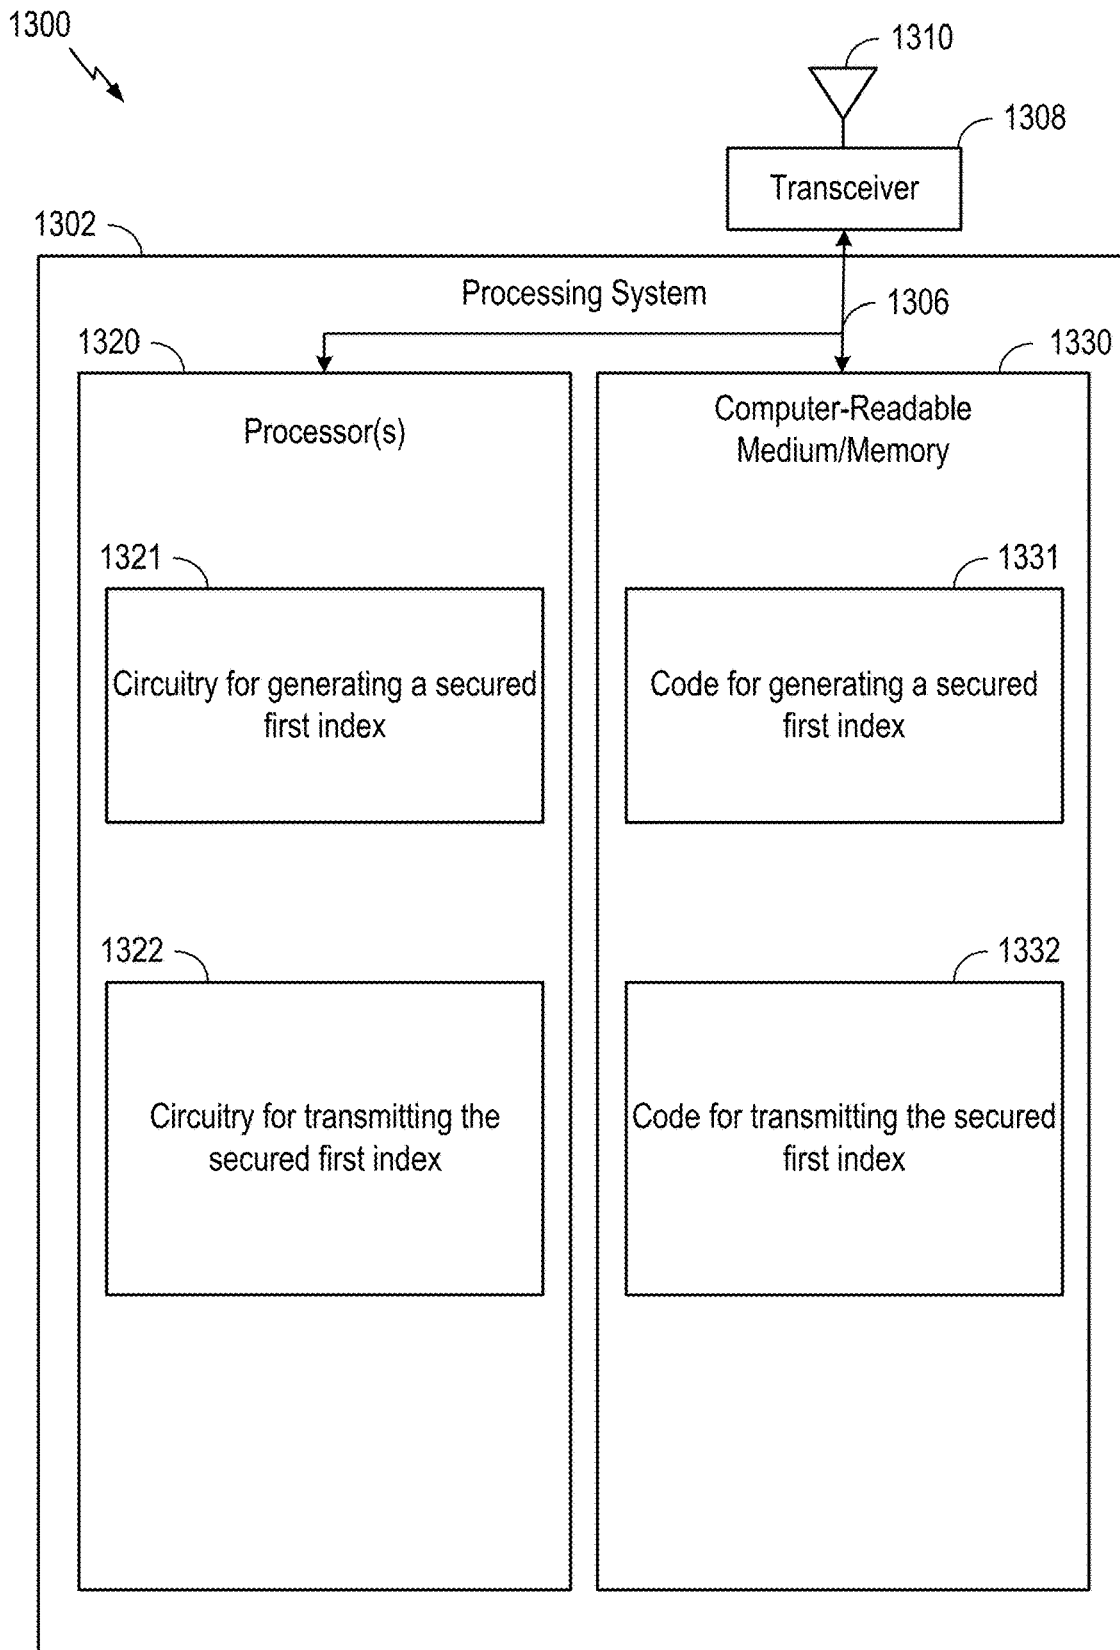 1300
1310
1308
Transceiver
1302
Processing System
1306
1320
1330
Processor(s)
Computer-Readable
Medium/Memory
1321
1331
Circuitry for generating a secured
first index
Code for generating a secured
first index
1322
1332
Circuitry for transmitting the
secured first index
Code for transmitting the secured
first index